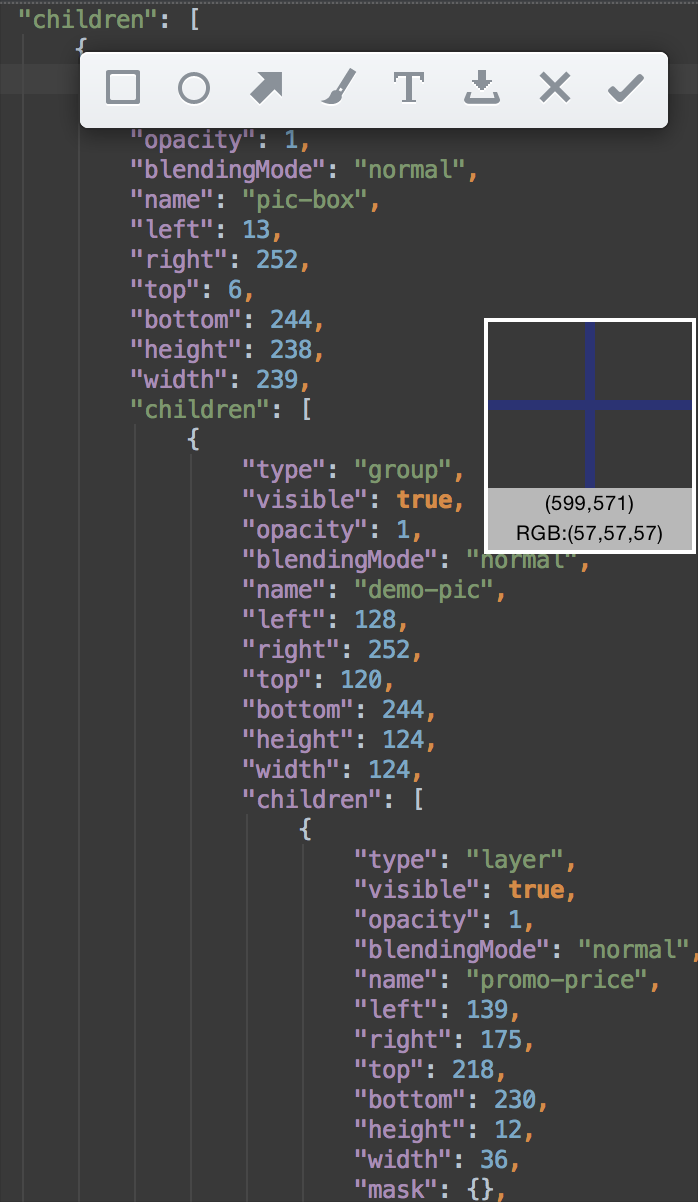 "children": [
{
T
"opacity": 1,
"blendingMode": "normal",
"name": "pic-box",
"left": 13,
"right": 252,
"top": 6,
"bottom": 244,
"height": 238,
"width": 239,
"children": [
{
"type": "group",
"visible": true,
"opacity": 1,
"blendingMode": "normal",
"name": "demo-pic",
"left": 128,
"right": 252,
"top": 120,
"bottom": 244,
"height": 124,
"width": 124,
"children": [
{
"type": "layer",
"visible": true,
"opacity": 1,
"blendingMode": "normal",
"name": "promo-price",
"left": 139,
"right": 175,
"top": 218,
"bottom": 230,
"height": 12,
"width": 36,
"mask": {},
(599,571)
RGB:(57,57,57)